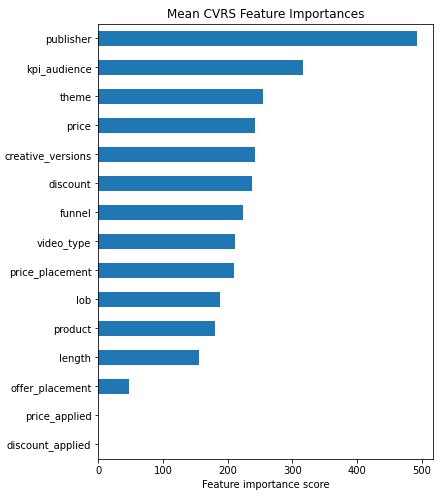 Mean CVRS Feature Importances
publisher
kpi_audience
theme
price
creative_versions
discount
funnel
video_type
price_placement
lob
product
length
offer_placement
price_applied
discount_applied
0 100 200 300 400 500
Feature importance score